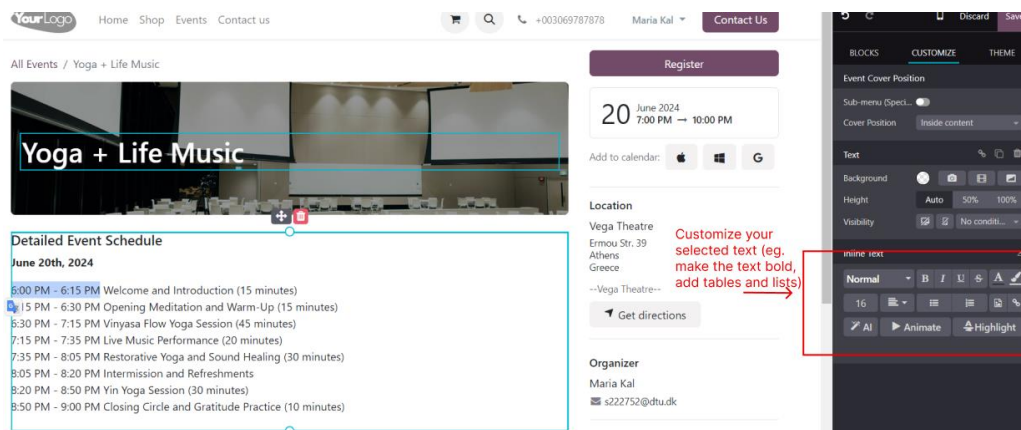 YourLogo Home Shop Events Contact us +003069787878 Maria Kal Contact Us
All Events / Yoga + Life Music
Yoga + Life Music
Detailed Event Schedule
June 20th, 2024
6:00 PM - 6:15 PM Welcome and Introduction (15 minutes)
15 PM - 6:30 PM Opening Meditation and Warm-Up (15 minutes)
6:30 PM - 7:15 PM Vinyasa Flow Yoga Session (45 minutes)
7:15 PM - 7:35 PM Live Music Performance (20 minutes)
7:35 PM - 8:05 PM Restorative Yoga and Sound Healing (30 minutes)
8:05 PM - 8:20 PM Intermission and Refreshments
8:20 PM - 8:50 PM Yin Yoga Session (30 minutes)
8:50 PM - 9:00 PM Closing Circle and Gratitude Practice (10 minutes)
Register
20 June 2024
7:00 PM → 10:00 PM
Add to calendar: G
Location
Vega Theatre
Ermou Str. 39
Athens
Greece
--Vega Theatre--
Get directions
Organizer
Maria Kal
s222752@dtu.dk
Customize your
selected text (eg.
make the text bold,
add tables and lists)
Discard Save
BLOCKS CUSTOMIZE THEME
Event Cover Position
Sub-menu (Speci...
Cover Position Inside content
Text
Background
Height Auto 50% 100%
Visibility No conditi...
Inline Text
Normal B I U S A
16
AI Animate Highlight